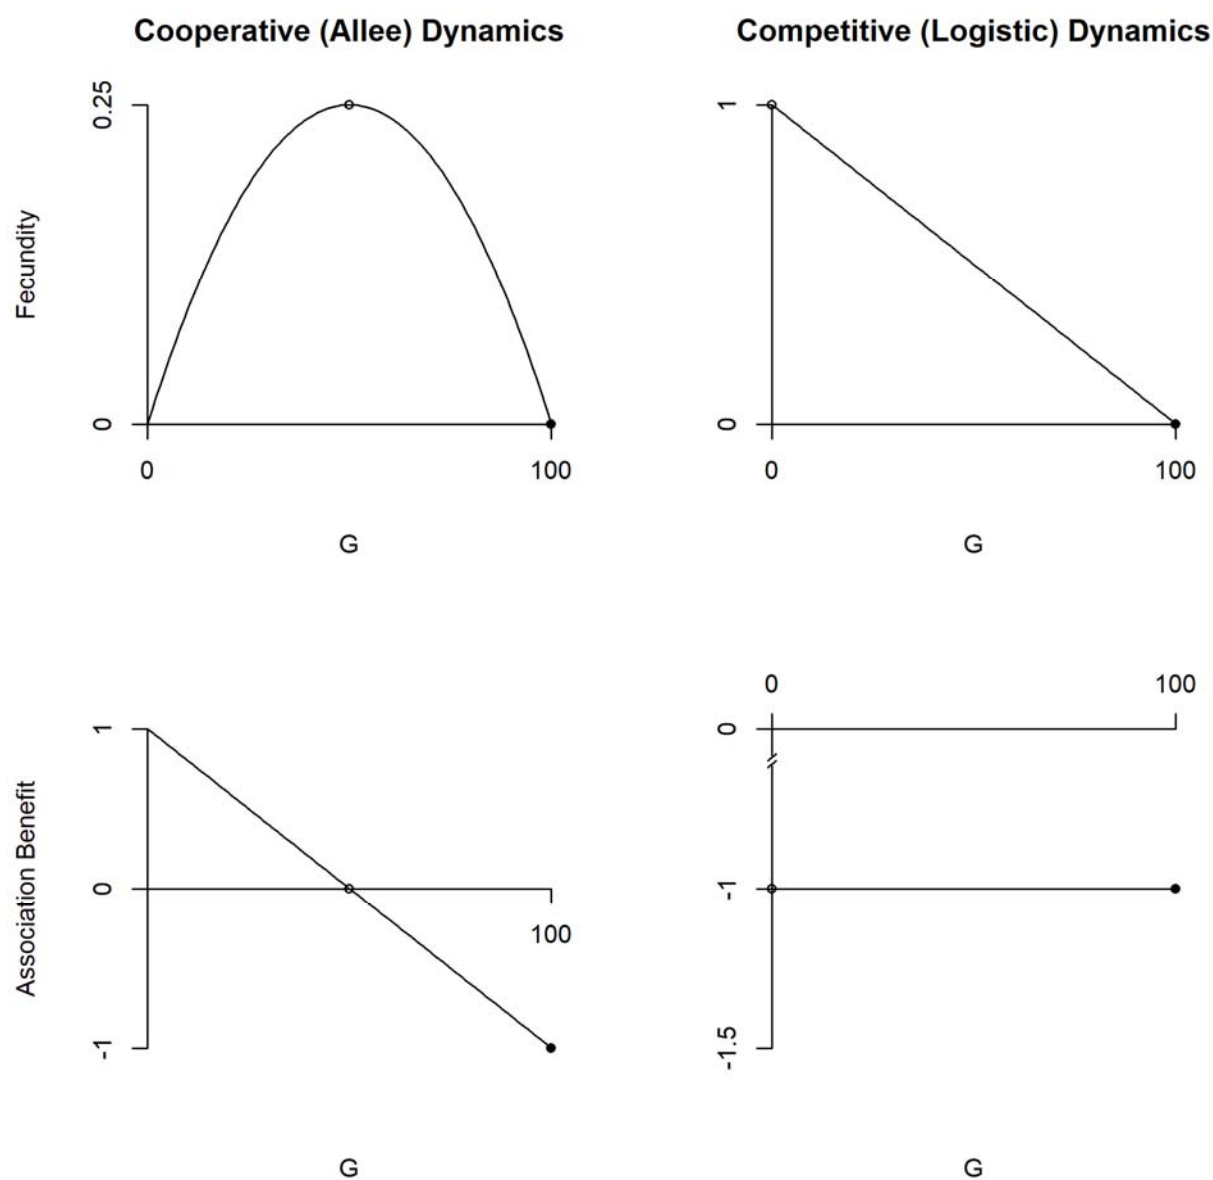 Cooperative (Allee) Dynamics
Competitive (Logistic) Dynamics
Fecundity
0.25
0
0
100
G
1
0
0
100
G
Association Benefit
1
0
-1
100
G
0
100
0
-1
-1.5
G